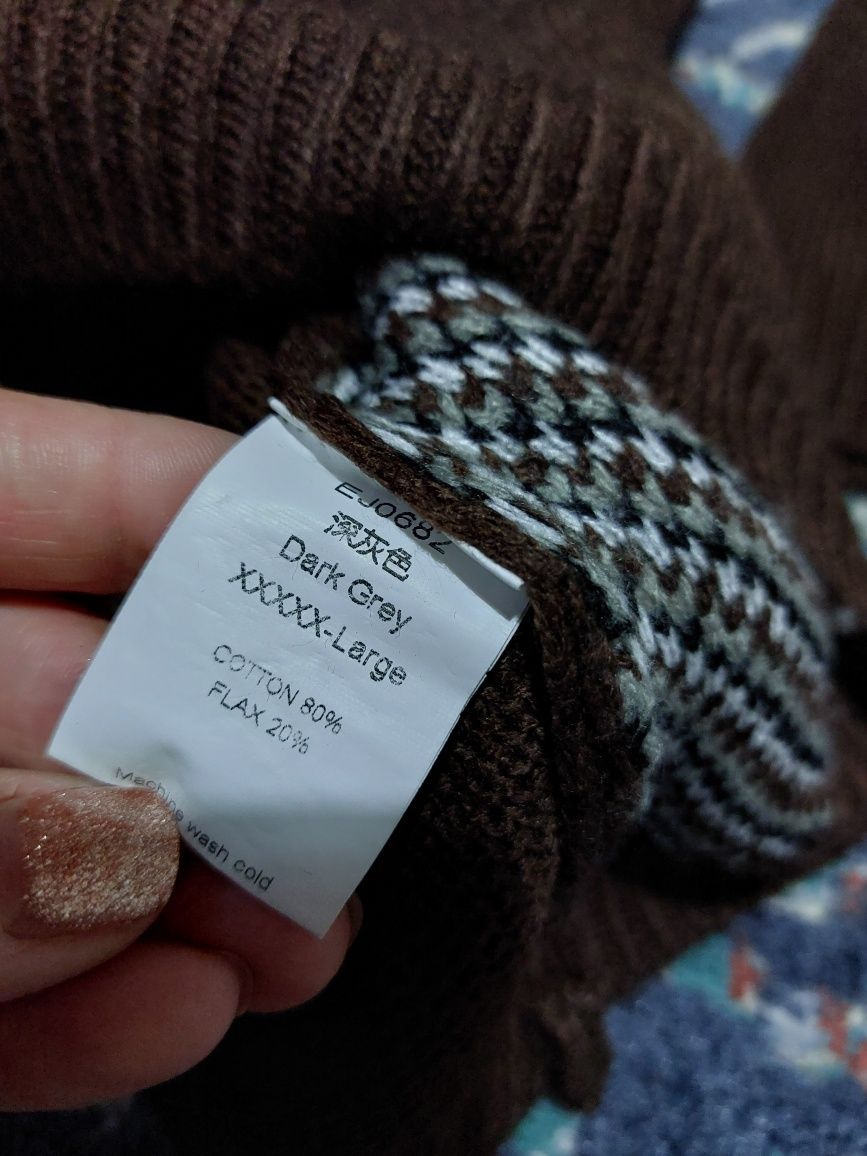 EJ0682
深灰色
Dark Grey
XXXXX-Large
COTTON 80%
FLAX 20%
Machine wash cold